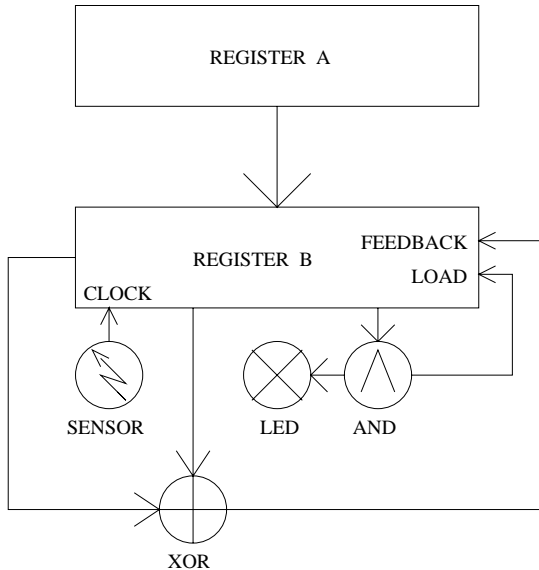 REGISTER A
FEEDBACK
REGISTER B
LOAD
CLOCK
SENSOR
LED
AND
XOR